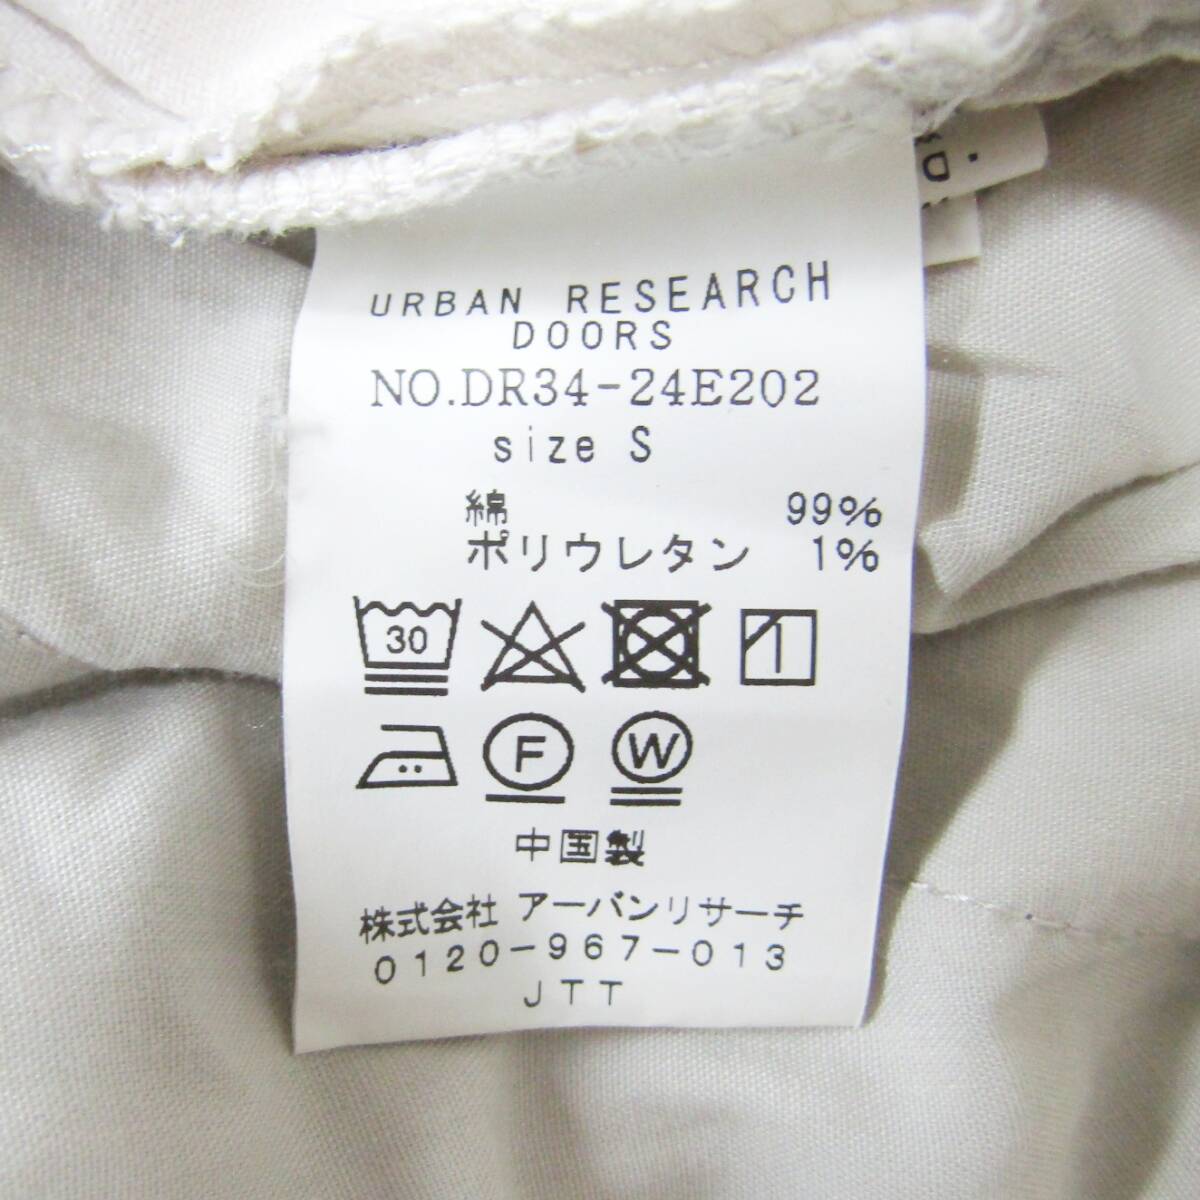 URBAN RESEARCH
DOORS
NO.DR34-24E202
size S
綿 99%
ポリウレタン 1%
30
F
W
中国製
株式会社 アーバンリサーチ
0120-967-013
JTT